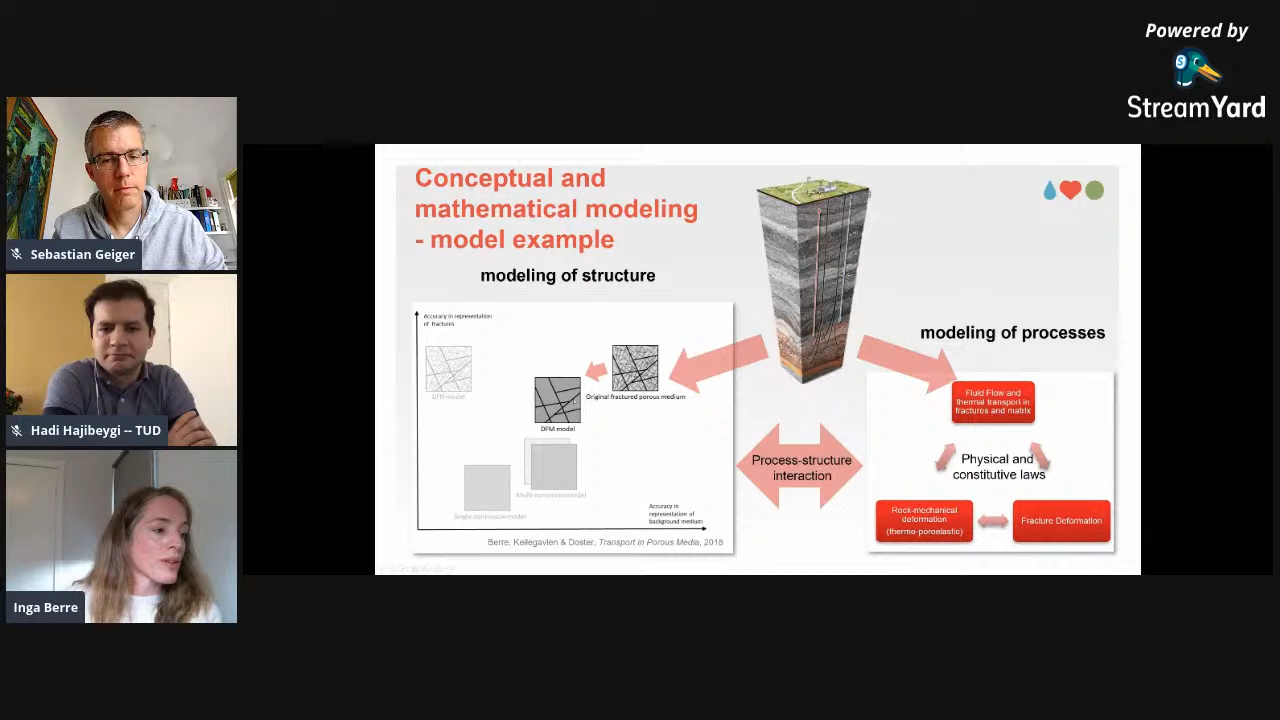 Powered by
StreamYard
Sebastian Geiger
Hadi Hajibeygi -- TUD
Inga Berre
Conceptual and
mathematical modeling
- model example
modeling of structure
Accuracy in representation
of fractures
DFN model
Original fractured porous medium
DFM model
Multi-continuum model
Single-continuum model
Accuracy in
representation of
background medium
Berre, Keilegavlen & Doster, Transport in Porous Media, 2018
modeling of processes
Fluid Flow and
thermal transport in
fractures and matrix
Physical and
constitutive laws
Rock-mechanical
deformation
(thermo-poroelastic)
Fracture Deformation
Process-structure
interaction